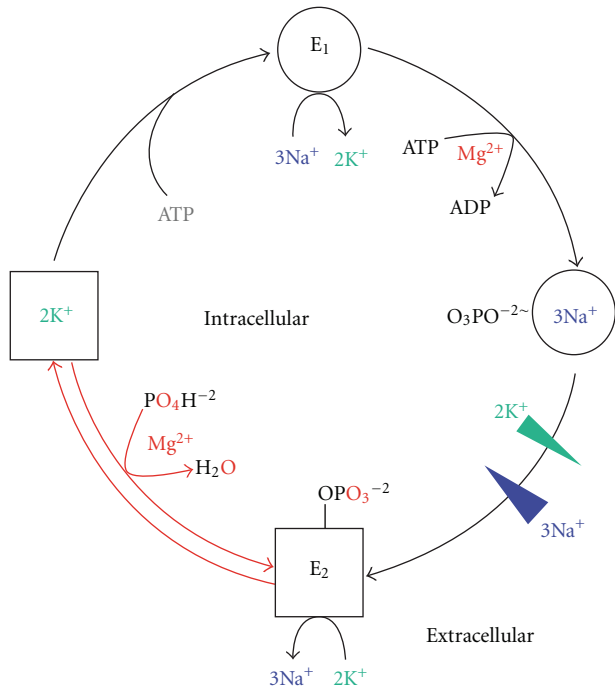 E₁
3Na⁺ 2K⁺
ATP Mg²⁺
ADP
ATP
2K⁺
Intracellular
O₃PO⁻²~ 3Na⁺
2K⁺
PO₄H⁻²
Mg²⁺
H₂O
OPO₃⁻²
3Na⁺
E₂
Extracellular
3Na⁺ 2K⁺